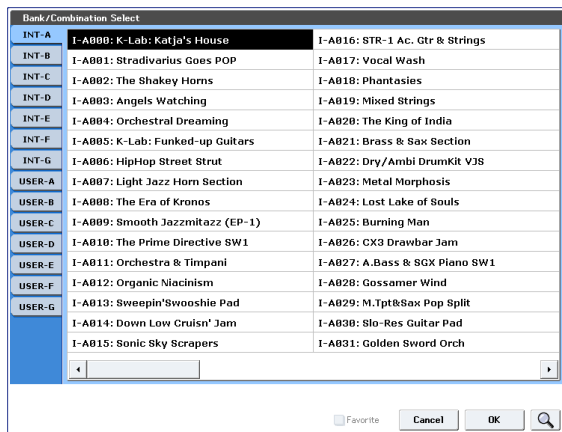 Bank/Combination Select
INT-A
INT-B
INT-C
INT-D
INT-E
INT-F
INT-G
USER-A
USER-B
USER-C
USER-D
USER-E
USER-F
USER-G
I-A000: K-Lab: Katja's House
I-A001: Stradivarius Goes POP
I-A002: The Shakey Horns
I-A003: Angels Watching
I-A004: Orchestral Dreaming
I-A005: K-Lab: Funked-up Guitars
I-A006: HipHop Street Strut
I-A007: Light Jazz Horn Section
I-A008: The Era of Kronos
I-A009: Smooth Jazzmitazz (EP-1)
I-A010: The Prime Directive SW1
I-A011: Orchestra & Timpani
I-A012: Organic Niacinism
I-A013: Sweepin'Swooshie Pad
I-A014: Down Low Cruisn' Jam
I-A015: Sonic Sky Scrapers
I-A016: STR-1 Ac. Gtr & Strings
I-A017: Vocal Wash
I-A018: Phantasies
I-A019: Mixed Strings
I-A020: The King of India
I-A021: Brass & Sax Section
I-A022: Dry/Ambi DrumKit VJS
I-A023: Metal Morphosis
I-A024: Lost Lake of Souls
I-A025: Burning Man
I-A026: CX3 Drawbar Jam
I-A027: A.Bass & SGX Piano SW1
I-A028: Gossamer Wind
I-A029: M.Tpt&Sax Pop Split
I-A030: Slo-Res Guitar Pad
I-A031: Golden Sword Orch
Favorite
Cancel
OK